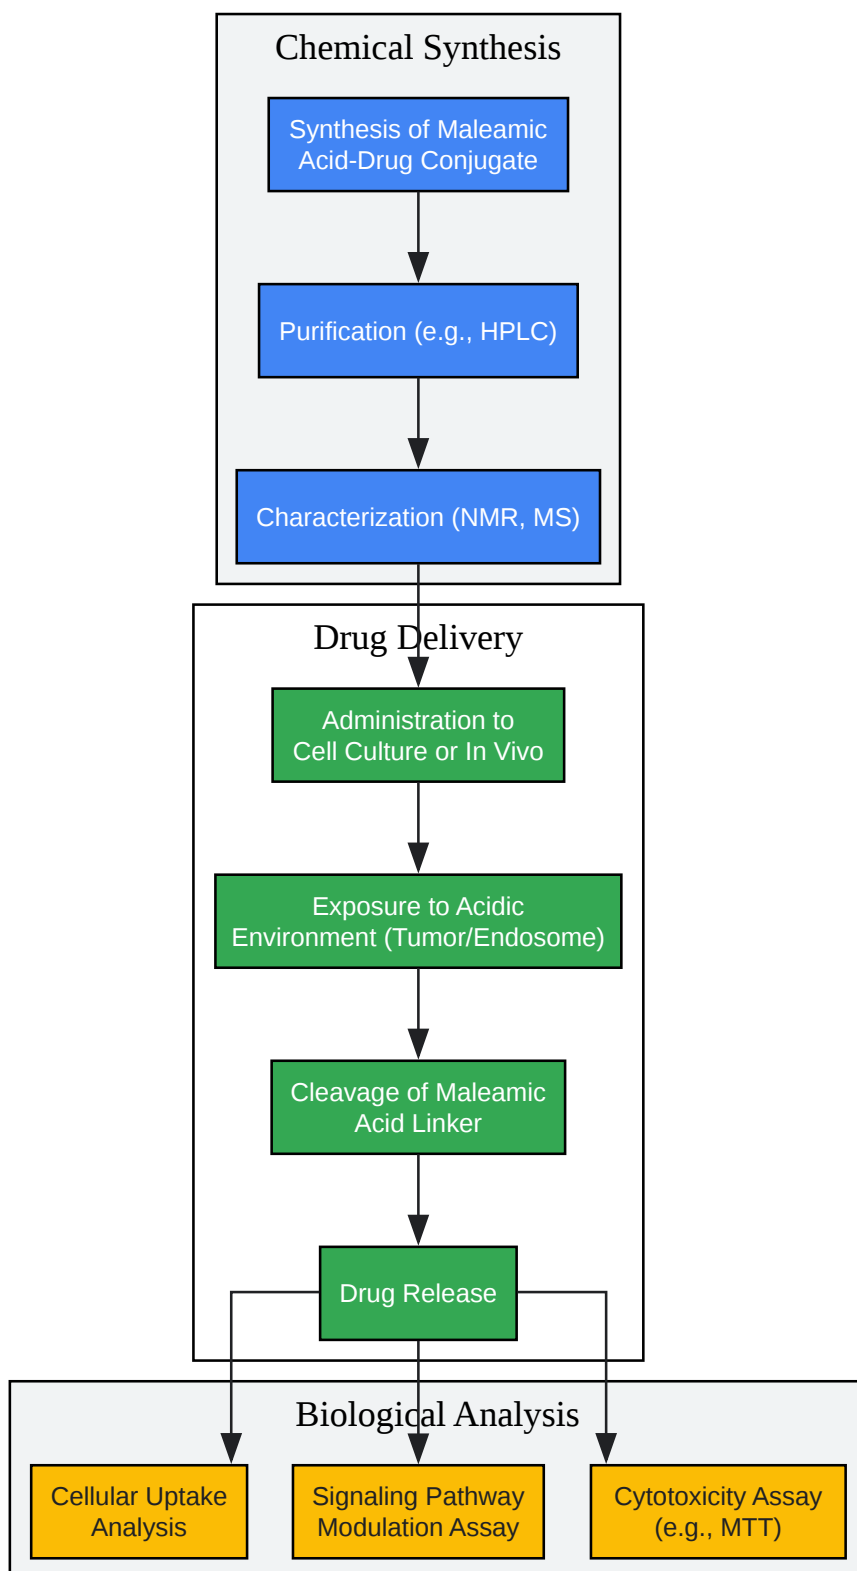 Chemical Synthesis
Synthesis of Maleamic
Acid-Drug Conjugate
Purification (e.g., HPLC)
Characterization (NMR, MS)
Drug Delivery
Administration to
Cell Culture or In Vivo
Exposure to Acidic
Environment (Tumor/Endosome)
Cleavage of Maleamic
Acid Linker
Drug Release
Biological Analysis
Cellular Uptake
Analysis
Signaling Pathway
Modulation Assay
Cytotoxicity Assay
(e.g., MTT)